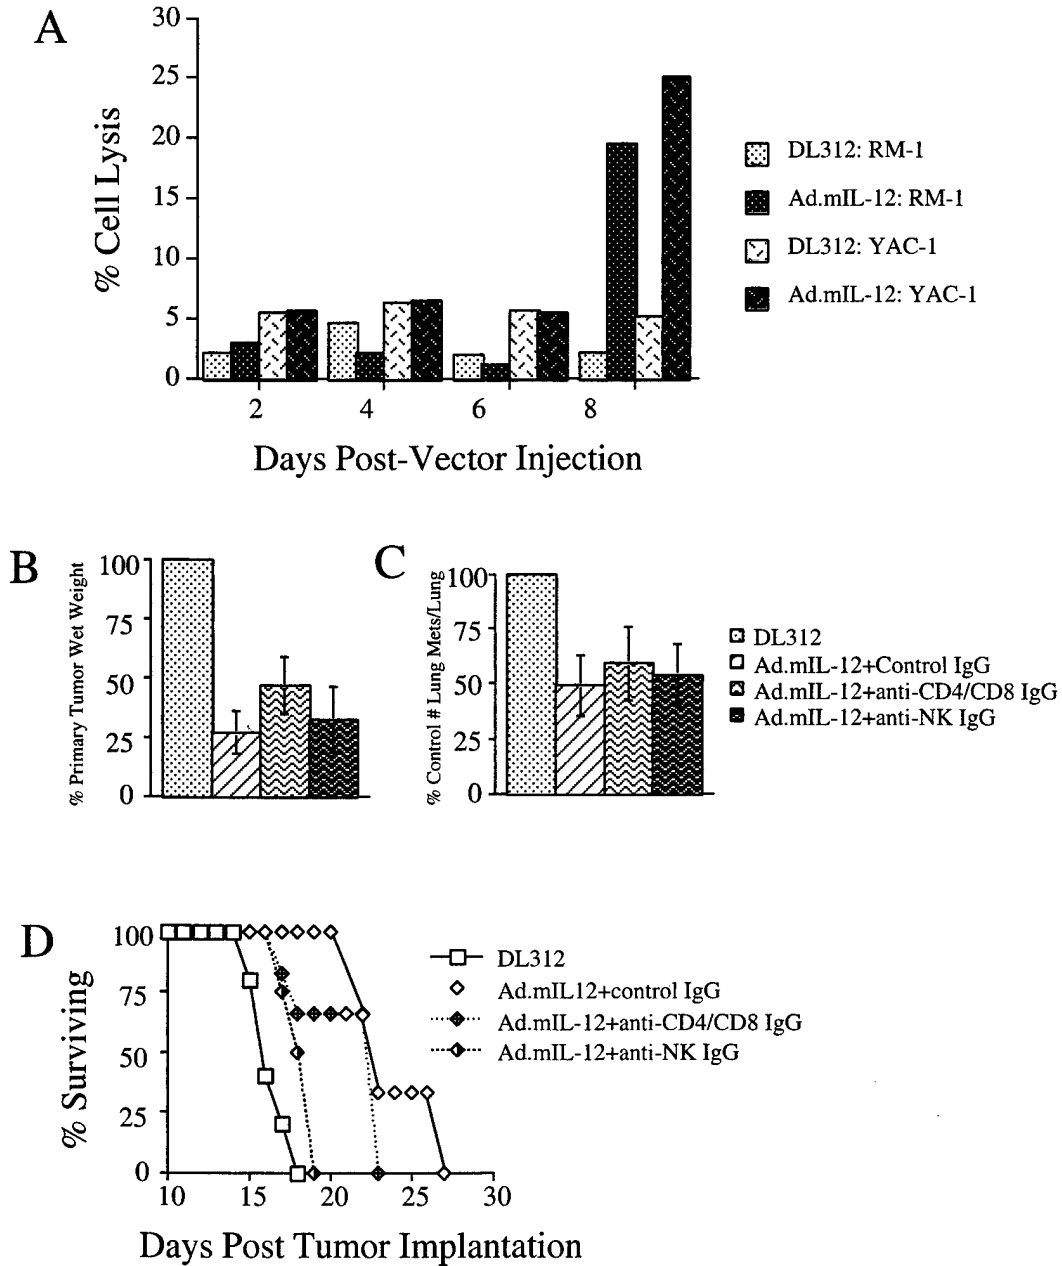 A
30
25
20
15
10
5
0
% Cell Lysis
2 4 6 8
Days Post-Vector Injection
DL312: RM-1
Ad.mIL-12: RM-1
DL312: YAC-1
Ad.mIL-12: YAC-1
B
100
75
50
25
0
% Primary Tumor Wet Weight
C
100
75
50
25
0
% Control # Lung Mets/Lung
DL312
Ad.mIL-12+Control IgG
Ad.mIL-12+anti-CD4/CD8 IgG
Ad.mIL-12+anti-NK IgG
D
100
75
50
25
0
% Surviving
10 15 20 25 30
Days Post Tumor Implantation
DL312
Ad.mIL12+control IgG
Ad.mIL-12+anti-CD4/CD8 IgG
Ad.mIL-12+anti-NK IgG